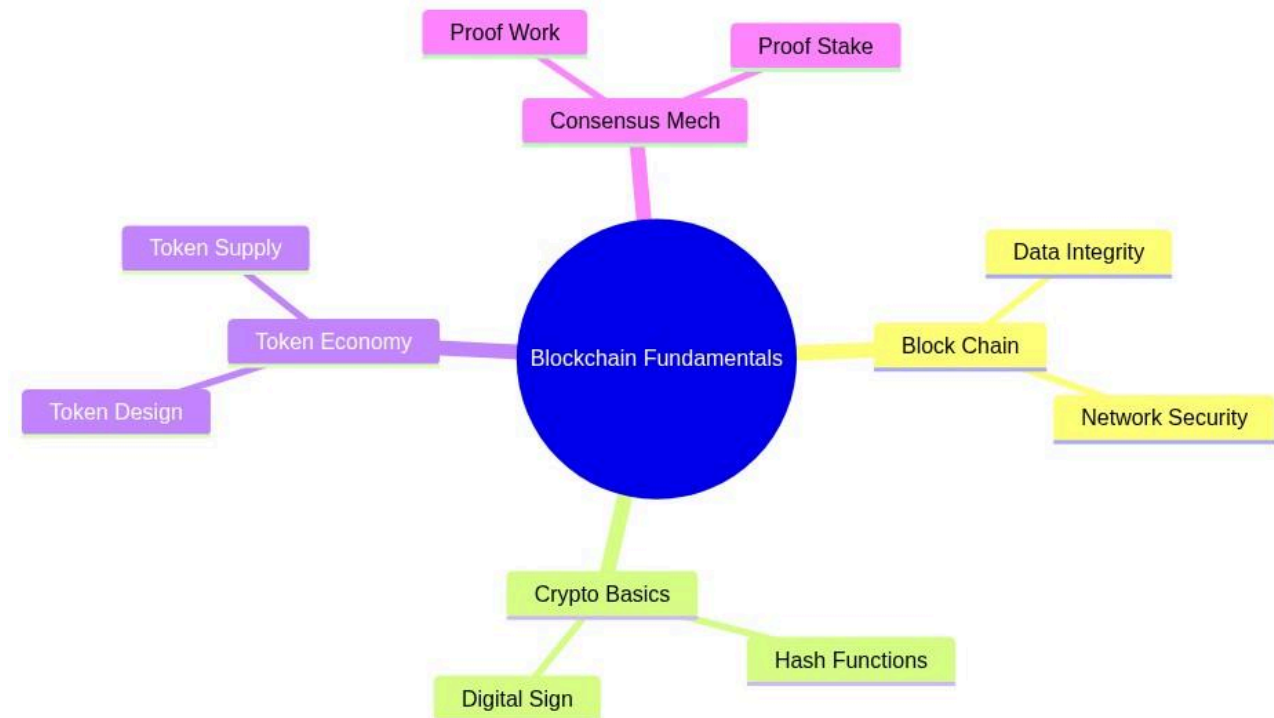 Proof Work
Proof Stake
Consensus Mech
Token Supply
Data Integrity
Token Economy
Blockchain Fundamentals
Block Chain
Token Design
Network Security
Crypto Basics
Hash Functions
Digital Sign